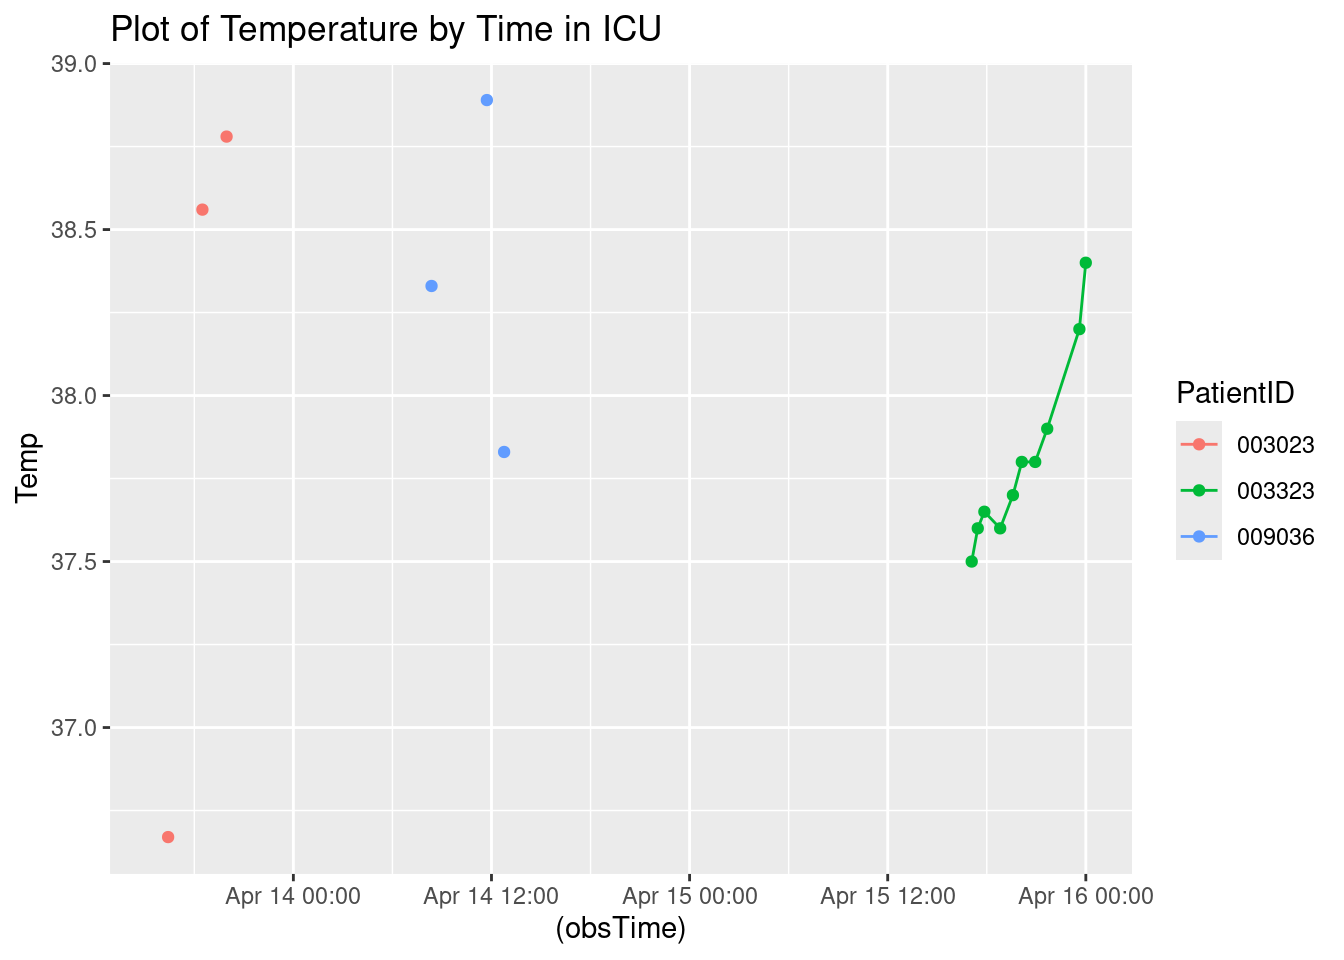 Plot of Temperature by Time in ICU
39.0
38.5
38.0
37.5
37.0
Temp
Apr 14 00:00
Apr 14 12:00
Apr 15 00:00
Apr 15 12:00
Apr 16 00:00
(obsTime)
PatientID
003023
003323
009036